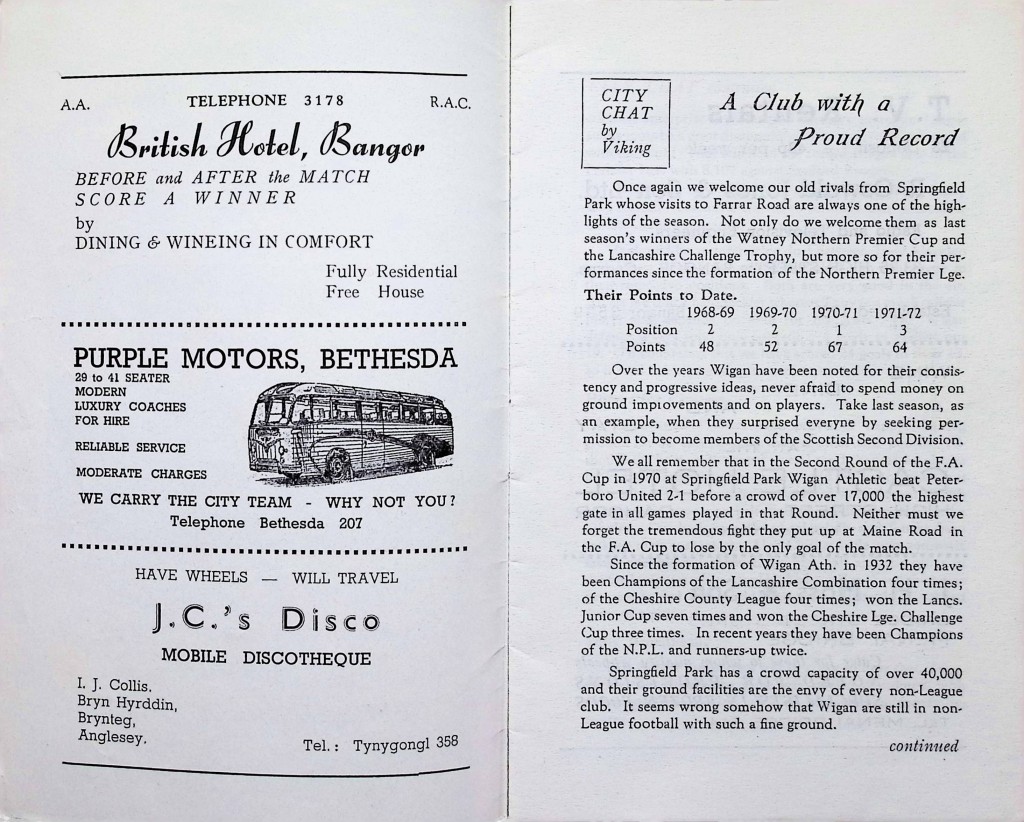 A.A. TELEPHONE 3178 R.A.C.
British Hotel, Bangor
BEFORE and AFTER the MATCH
SCORE A WINNER
by
DINING & WINEING IN COMFORT
Fully Residential
Free House
PURPLE MOTORS, BETHESDA
29 to 41 SEATER
MODERN
LUXURY COACHES
FOR HIRE
RELIABLE SERVICE
MODERATE CHARGES
WE CARRY THE CITY TEAM - WHY NOT YOU?
Telephone Bethesda 207
HAVE WHEELS — WILL TRAVEL
J.C.'s Disco
MOBILE DISCOTHEQUE
I. J. Collis,
Bryn Hyrddin,
Brynteg,
Anglesey.
Tel.: Tynygongl 358
CITY
CHAT
by
Viking
A Club with a
Proud Record
Once again we welcome our old rivals from Springfield
Park whose visits to Farrar Road are always one of the high-
lights of the season. Not only do we welcome them as last
season's winners of the Watney Northern Premier Cup and
the Lancashire Challenge Trophy, but more so for their per-
formances since the formation of the Northern Premier Lge.
Their Points to Date.
1968-69 1969-70 1970-71 1971-72
Position 2 2 1 3
Points 48 52 67 64
Over the years Wigan have been noted for their consis-
tency and progressive ideas, never afraid to spend money on
ground improvements and on players. Take last season, as
an example, when they surprised everyne by seeking per-
mission to become members of the Scottish Second Division.
We all remember that in the Second Round of the F.A.
Cup in 1970 at Springfield Park Wigan Athletic beat Peter-
boro United 2-1 before a crowd of over 17,000 the highest
gate in all games played in that Round. Neither must we
forget the tremendous fight they put up at Maine Road in
the F.A. Cup to lose by the only goal of the match.
Since the formation of Wigan Ath. in 1932 they have
been Champions of the Lancashire Combination four times;
of the Cheshire County League four times; won the Lancs.
Junior Cup seven times and won the Cheshire Lge. Challenge
Cup three times. In recent years they have been Champions
of the N.P.L. and runners-up twice.
Springfield Park has a crowd capacity of over 40,000
and their ground facilities are the envy of every non-League
club. It seems wrong somehow that Wigan are still in non-
League football with such a fine ground.
continued